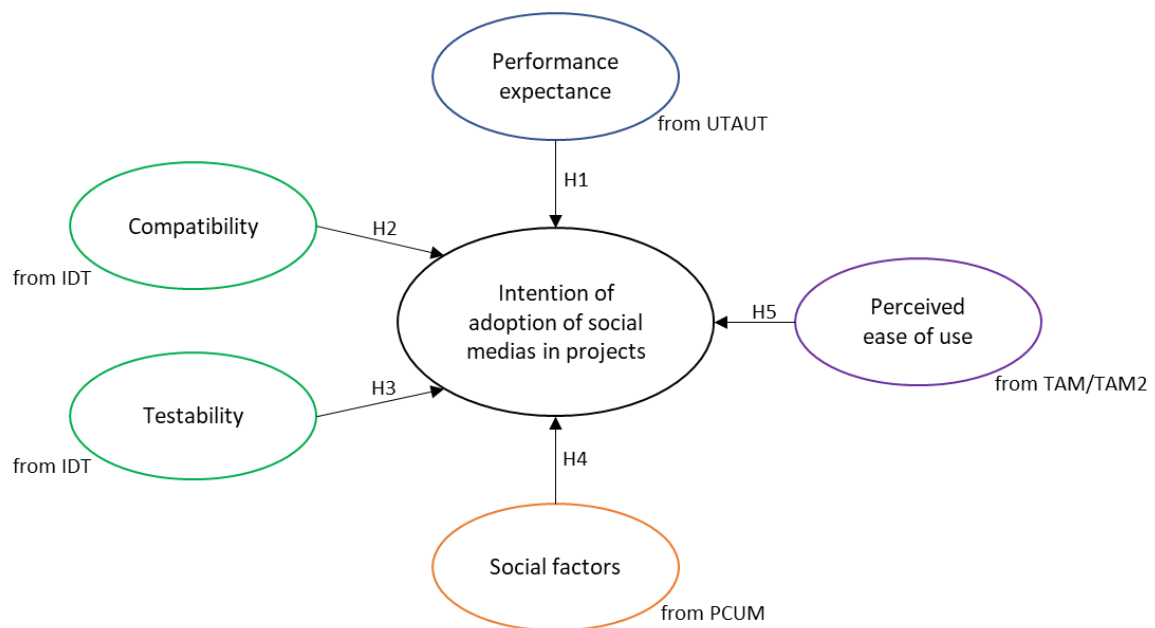 Performance
expectance
from UTAUT
H1
Compatibility
H2
from IDT
Intention of
adoption of social
medias in projects
H5
Perceived
ease of use
from TAM/TAM2
Testability
H3
from IDT
H4
Social factors
from PCUM